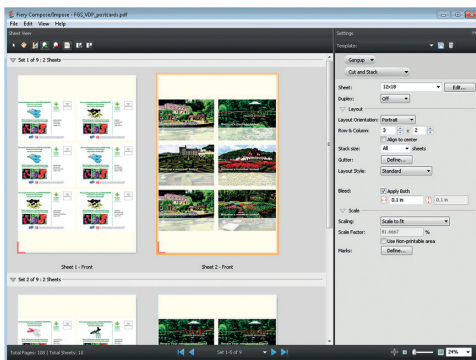 Fiery Compose/Impose - FGS_VDP_postcards.pdf
File Edit View Help
Sheet View
Settings
Template:
Set 1 of 9 : 2 Sheets
Gangup
Cut and Stack
Sheet: 12x18 Edit...
Duplex: Off
Layout
Layout Orientation: Portrait
Row & Column: 3 x 2
Align to center
Stack size: All sheets
Gutter: Define...
Layout Style: Standard
Bleed: Apply Both
0.1 in 0.1 in
Scale
Scaling: Scale to fit
Scale Factor: 81.6667 %
Use Non-printable area
Marks: Define...
Sheet 1 - Front
Sheet 2 - Front
Set 2 of 9 : 2 Sheets
Total Pages: 108 | Total Sheets: 18
Set 1-5 of 9
24%